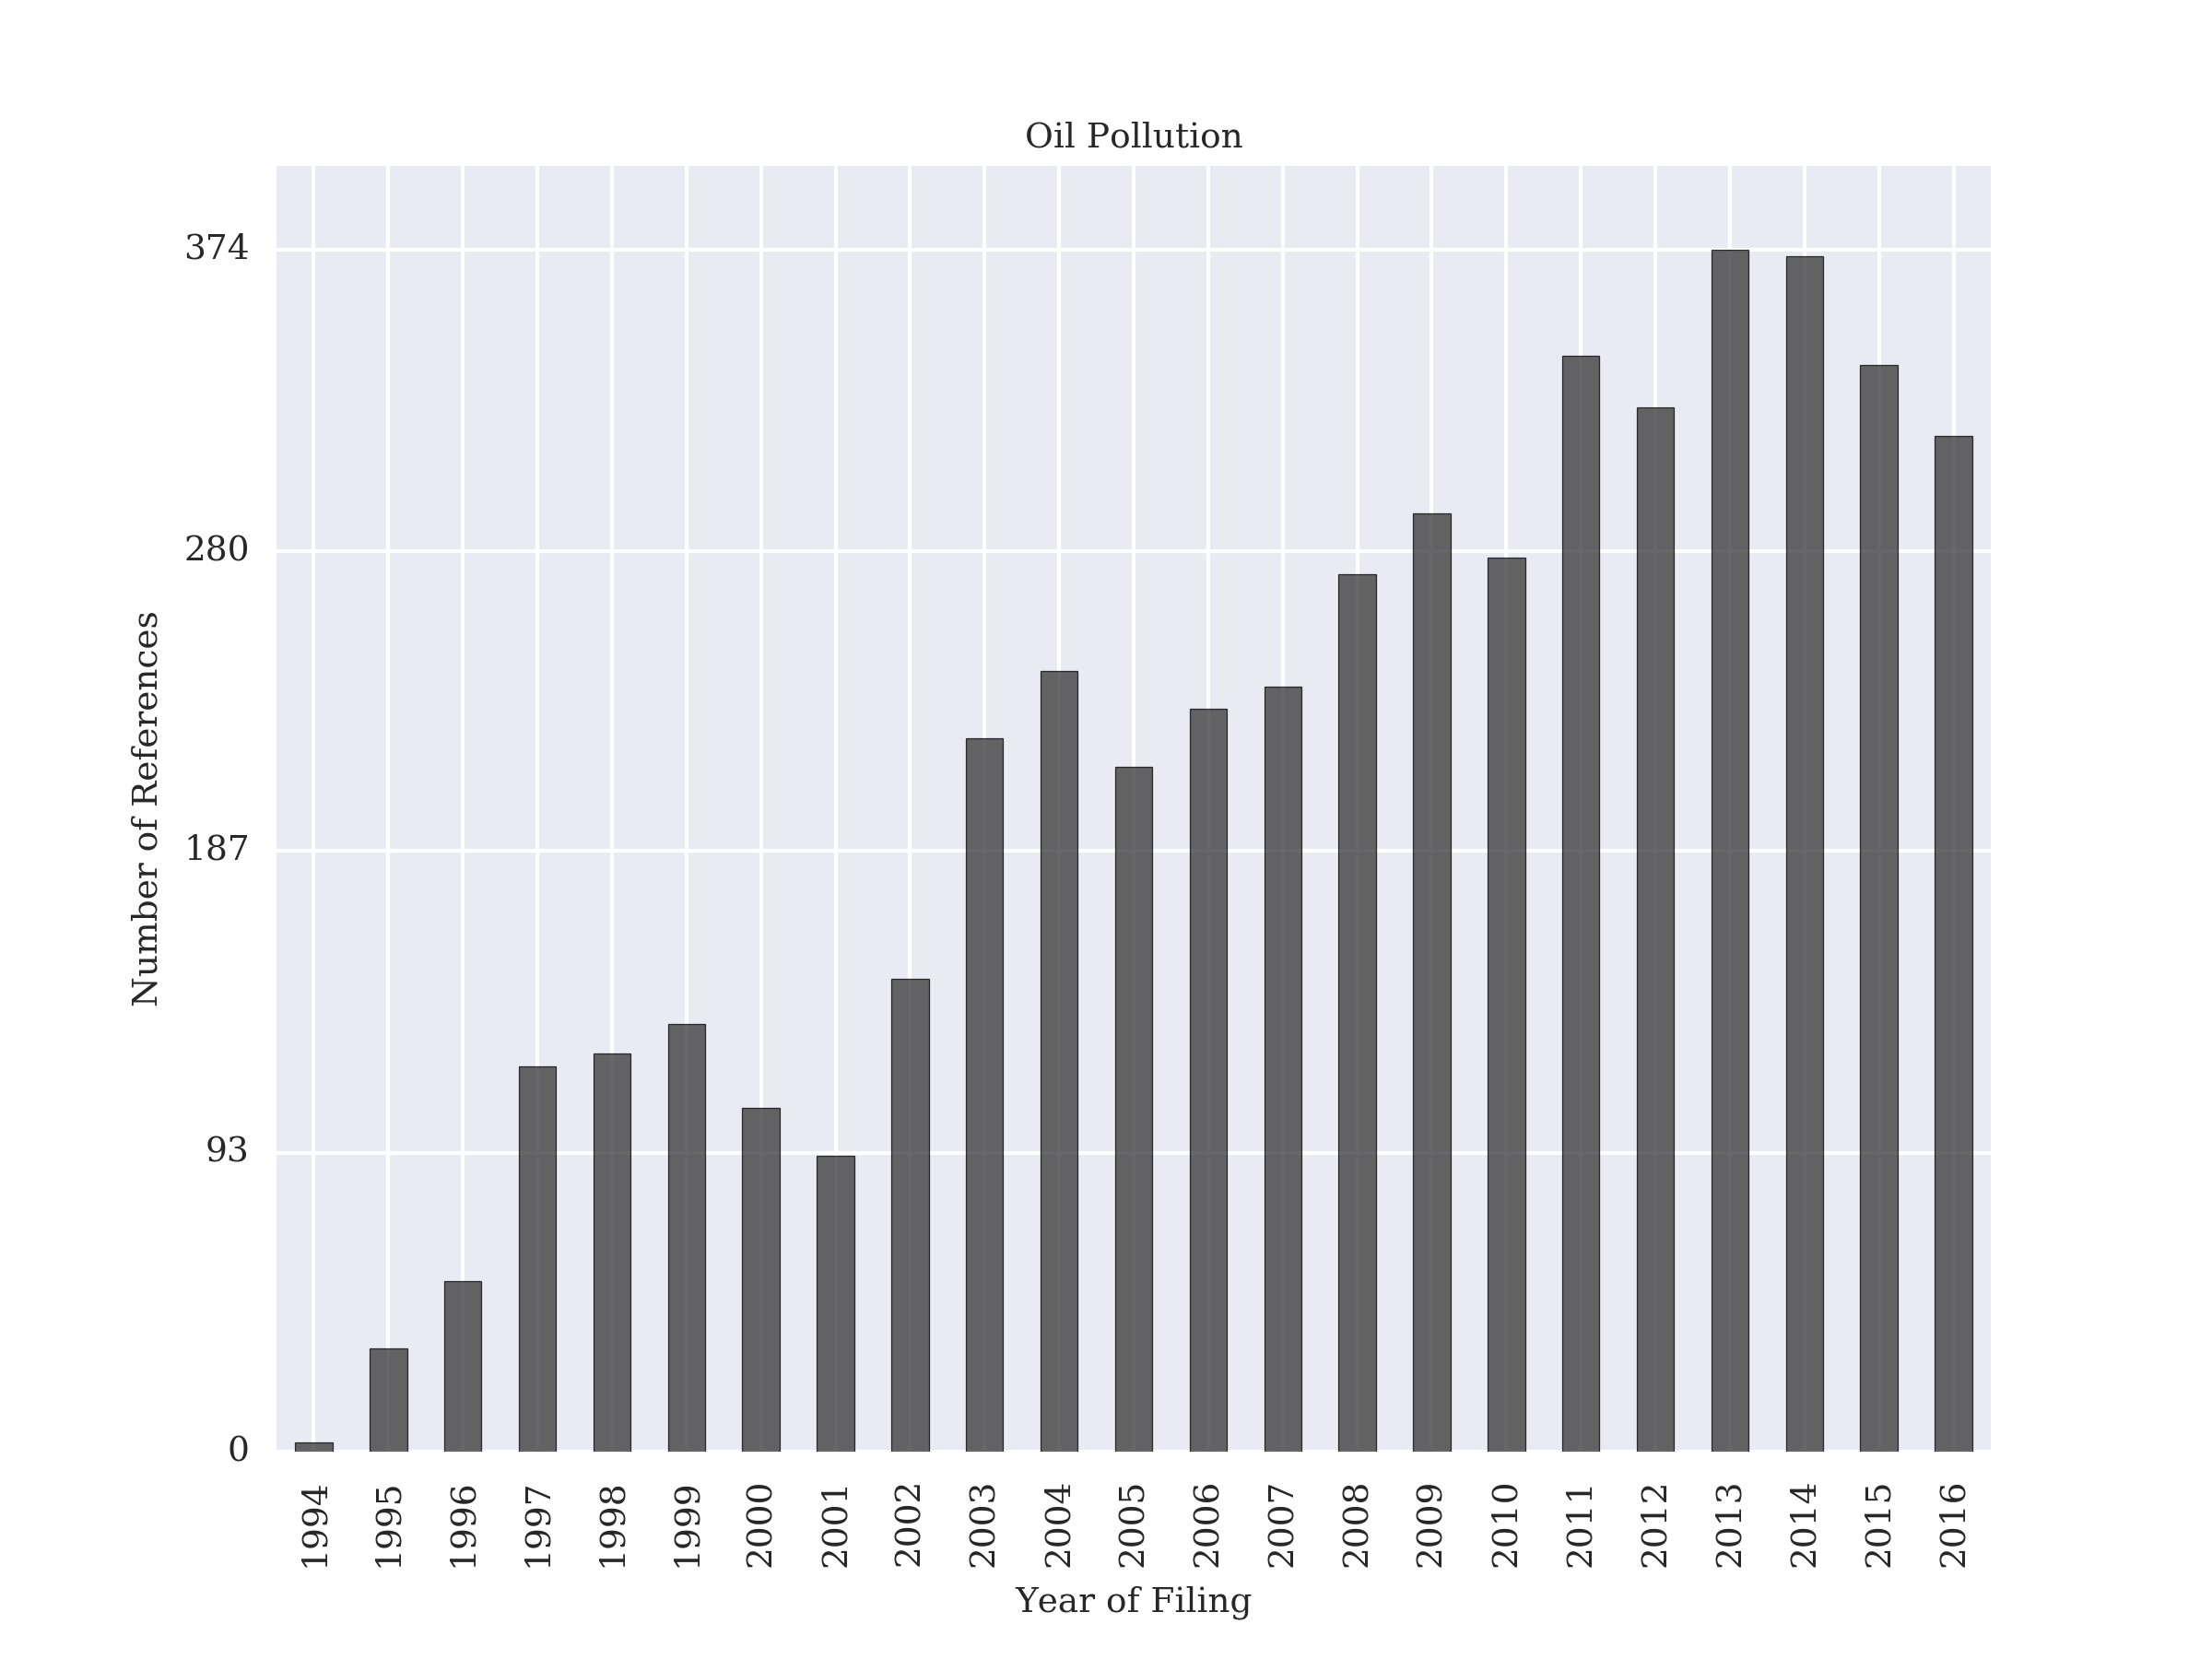 Oil Pollution
374
280
187
93
0
Number of References
1994 1995 1996 1997 1998 1999 2000 2001 2002 2003 2004 2005 2006 2007 2008 2009 2010 2011 2012 2013 2014 2015 2016
Year of Filing